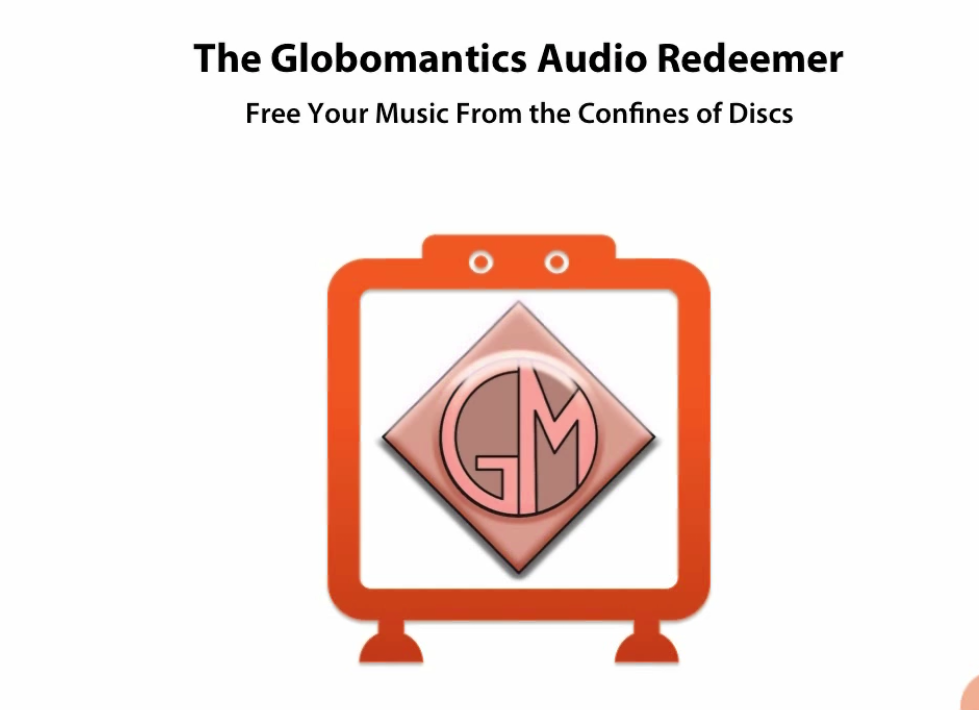 The Globomantics Audio Redeemer
Free Your Music From the Confines of Discs
GM